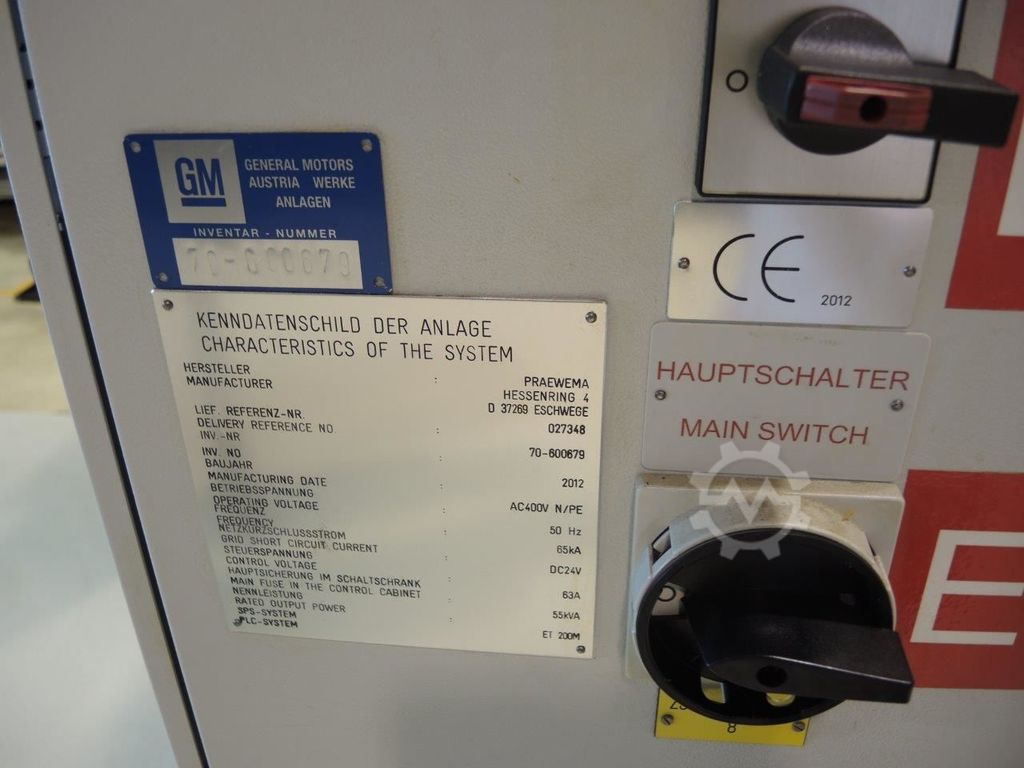 GM
GENERAL MOTORS
AUSTRIA WERKE
ANLAGEN
INVENTAR - NUMMER
KENNDATENSCHILD DER ANLAGE
CHARACTERISTICS OF THE SYSTEM
HERSTELLER
MANUFACTURER : PRAEWEMA
HESSENRING 4
D 37269 ESCHWEGE
LIEF. REFERENZ-NR.
DELIVERY REFERENCE NO : 027348
INV.-NR
INV. NO : 70-600679
BAUJAHR
MANUFACTURING DATE : 2012
BETRIEBSSPANNUNG
OPERATING VOLTAGE : AC400V N/PE
FREQUENZ
FREQUENCY : 50 Hz
NETZKURZSCHLUSSSTROM
GRID SHORT CIRCUIT CURRENT : 65kA
STEUERSPANNUNG
CONTROL VOLTAGE : DC24V
HAUPTSICHERUNG IM SCHALTSCHRANK
MAIN FUSE IN THE CONTROL CABINET : 63A
NENNLEISTUNG
RATED OUTPUT POWER : 55kVA
SPS-SYSTEM
PLC-SYSTEM : ET 200M
O
CE 2012
HAUPTSCHALTER
MAIN SWITCH
O
E
8